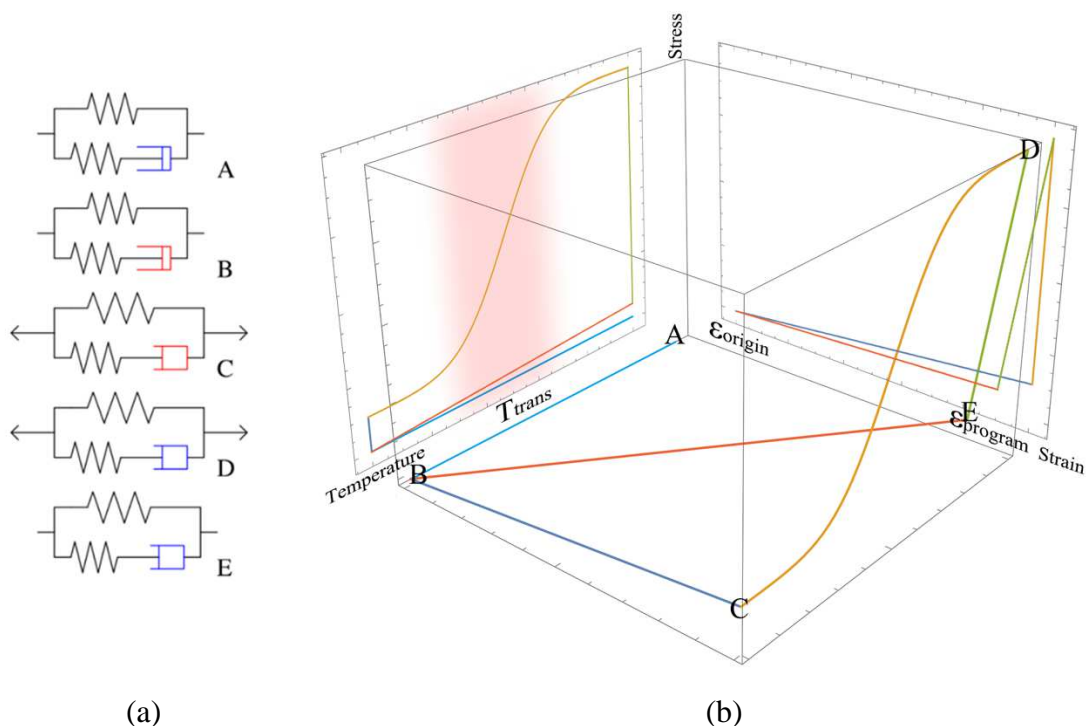 A
B
C
D
E
(a)
Stress
D
A
εorigin
Ttrans
E
εprogram
Strain
Temperature
B
C
(b)